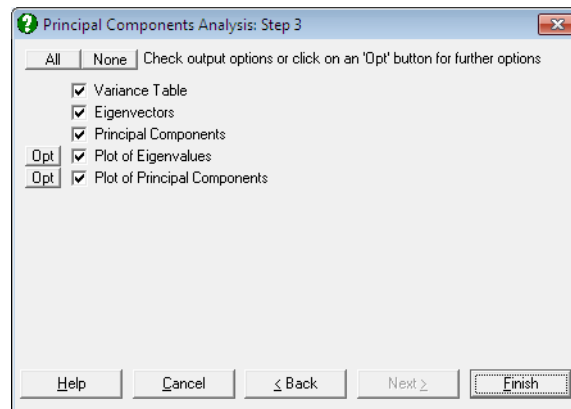 Principal Components Analysis: Step 3
All None Check output options or click on an 'Opt' button for further options
Variance Table
Eigenvectors
Principal Components
Opt Plot of Eigenvalues
Opt Plot of Principal Components
Help Cancel < Back Next > Finish